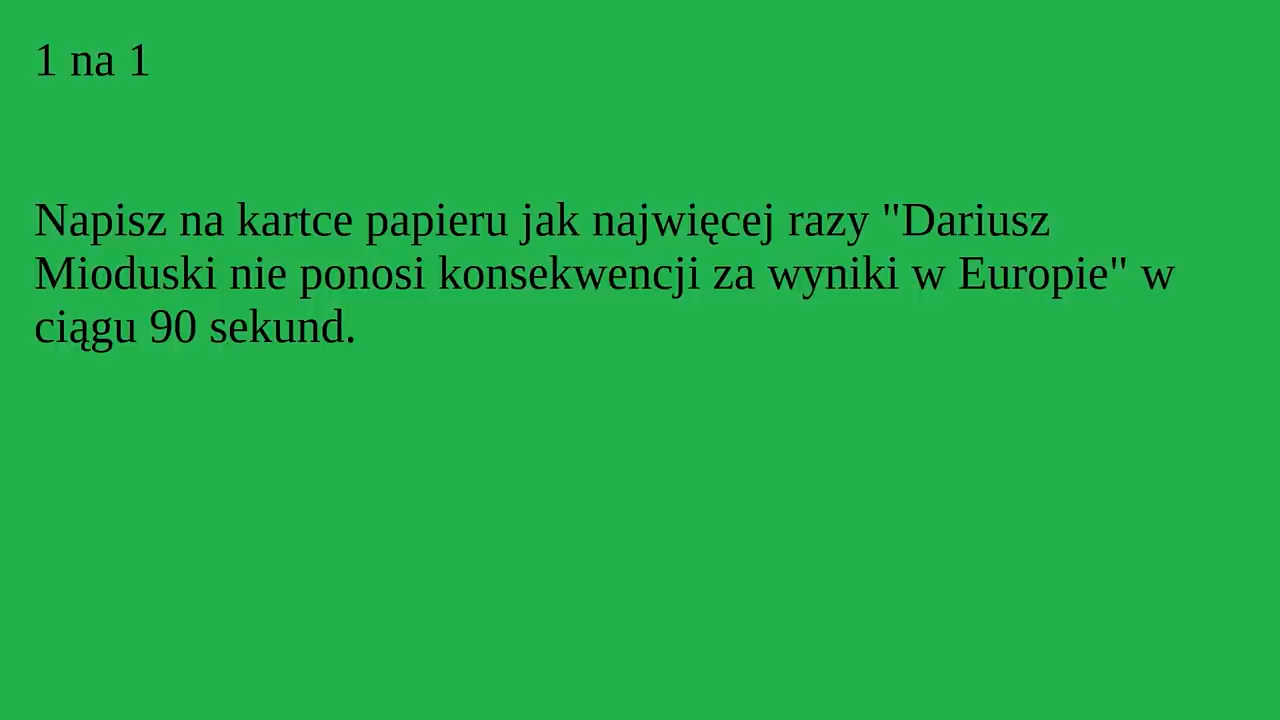 1 na 1
Napisz na kartce papieru jak najwięcej razy "Dariusz
Mioduski nie ponosi konsekwencji za wyniki w Europie" w
ciągu 90 sekund.